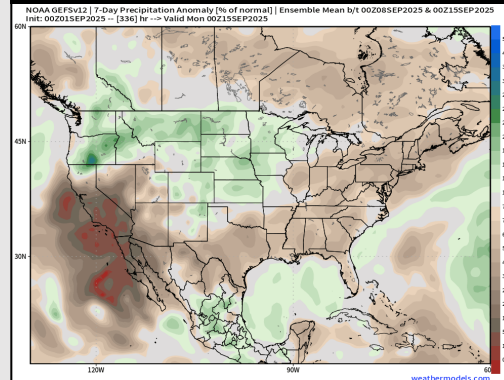 NOAA GEFSv12 | 7-Day Precipitation Anomaly [% of normal] | Ensemble Mean b/t 00Z08SEP2025 & 00Z15SEP2025
Init: 00Z01SEP2025 -- [336] hr --> Valid Mon 00Z15SEP2025
60N
45N
30N
120W
90W
60
weathermodels.com